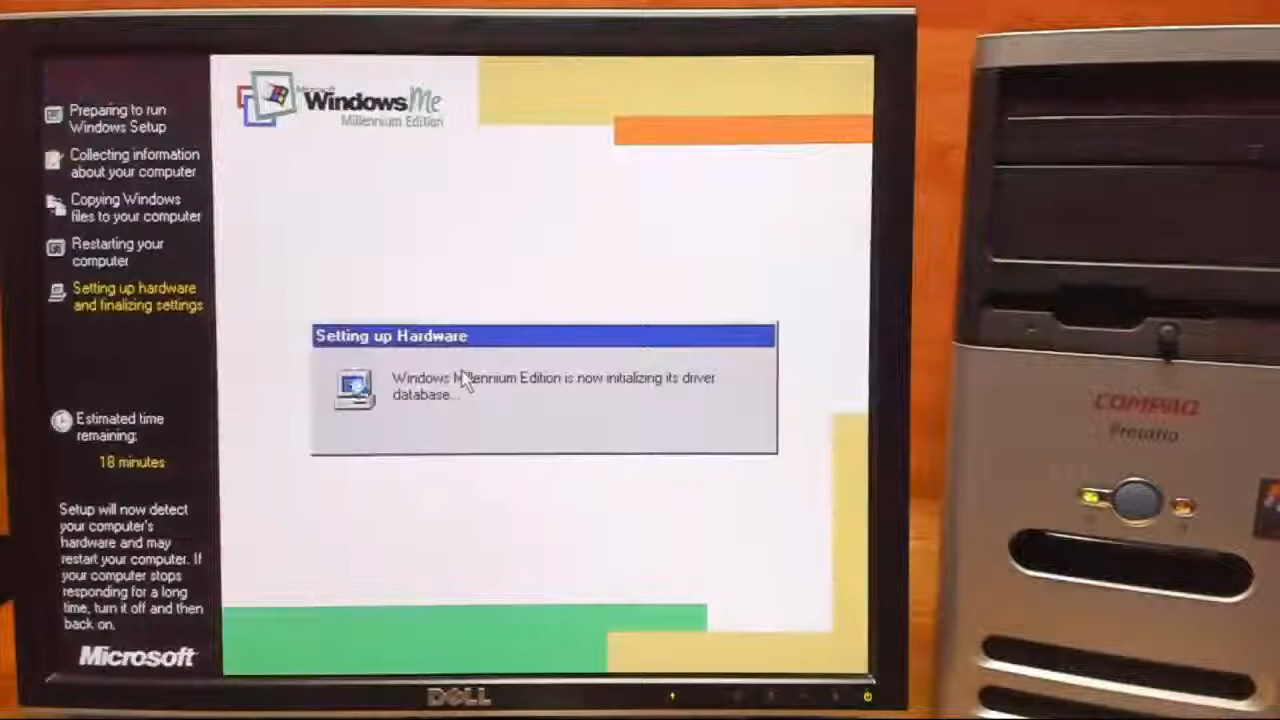 Preparing to run
Windows Setup
Collecting information
about your computer
Copying Windows
files to your computer
Restarting your
computer
Setting up hardware
and finalizing settings
Estimated time
remaining:
18 minutes
Setup will now detect
your computer's
hardware and may
restart your computer. If
your computer stops
responding for a long
time, turn it off and then
back on.
Microsoft
Microsoft
Windows Me
Millennium Edition
Setting up Hardware
Windows Millennium Edition is now initializing its driver
database...
DELL
COMPAQ
Presario